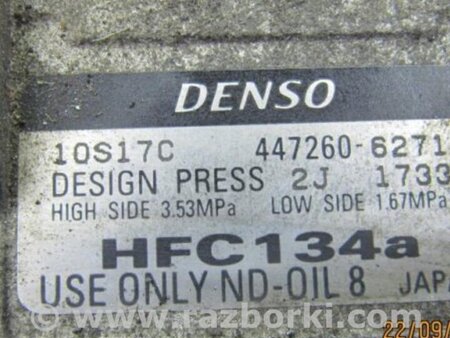 DENSO
10S17C 447260-6271
DESIGN PRESS 2J 1733
HIGH SIDE 3.53MPa LOW SIDE 1.67MPa
HFC134a
USE ONLY ND-OIL 8 JAPA
© www.razborki.com 22/09/